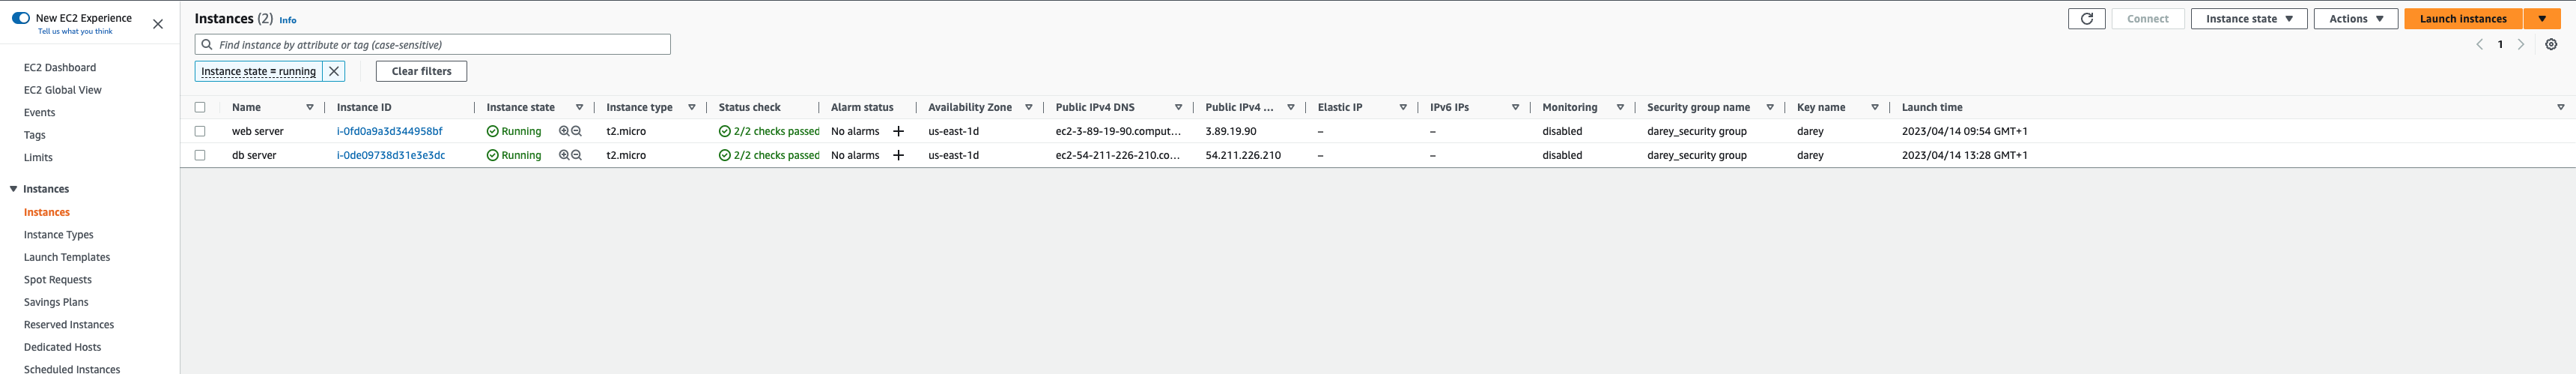 New EC2 Experience
Tell us what you think
EC2 Dashboard
EC2 Global View
Events
Tags
Limits
Instances
Instances
Instance Types
Launch Templates
Spot Requests
Savings Plans
Reserved Instances
Dedicated Hosts
Scheduled Instances
Instances (2) Info
Connect Instance state Actions Launch instances
Find instance by attribute or tag (case-sensitive)
1
Instance state = running Clear filters
Name Instance ID Instance state Instance type Status check Alarm status Availability Zone Public IPv4 DNS Public IPv4 ... Elastic IP IPv6 IPs Monitoring Security group name Key name Launch time
web server i-0fd0a9a3d344958bf Running t2.micro 2/2 checks passed No alarms + us-east-1d ec2-3-89-19-90.comput... 3.89.19.90 – – disabled darey_security group darey 2023/04/14 09:54 GMT+1
db server i-0de09738d31e3e3dc Running t2.micro 2/2 checks passed No alarms + us-east-1d ec2-54-211-226-210.co... 54.211.226.210 – – disabled darey_security group darey 2023/04/14 13:28 GMT+1